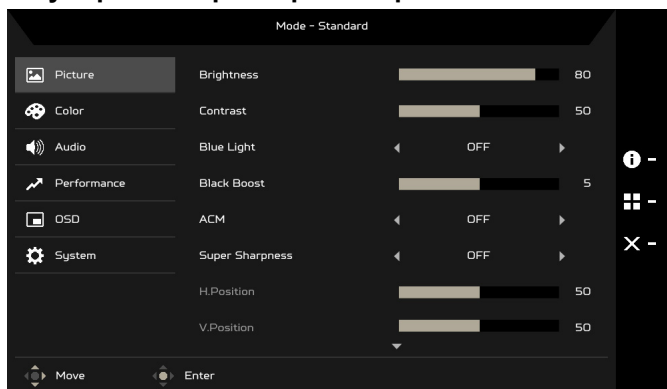 Mode - Standard
Picture
Brightness 80
Color
Contrast 50
Audio
Blue Light OFF
Performance
Black Boost 5
OSD
ACM OFF
System
Super Sharpness OFF
H.Position 50
V.Position 50
Move Enter